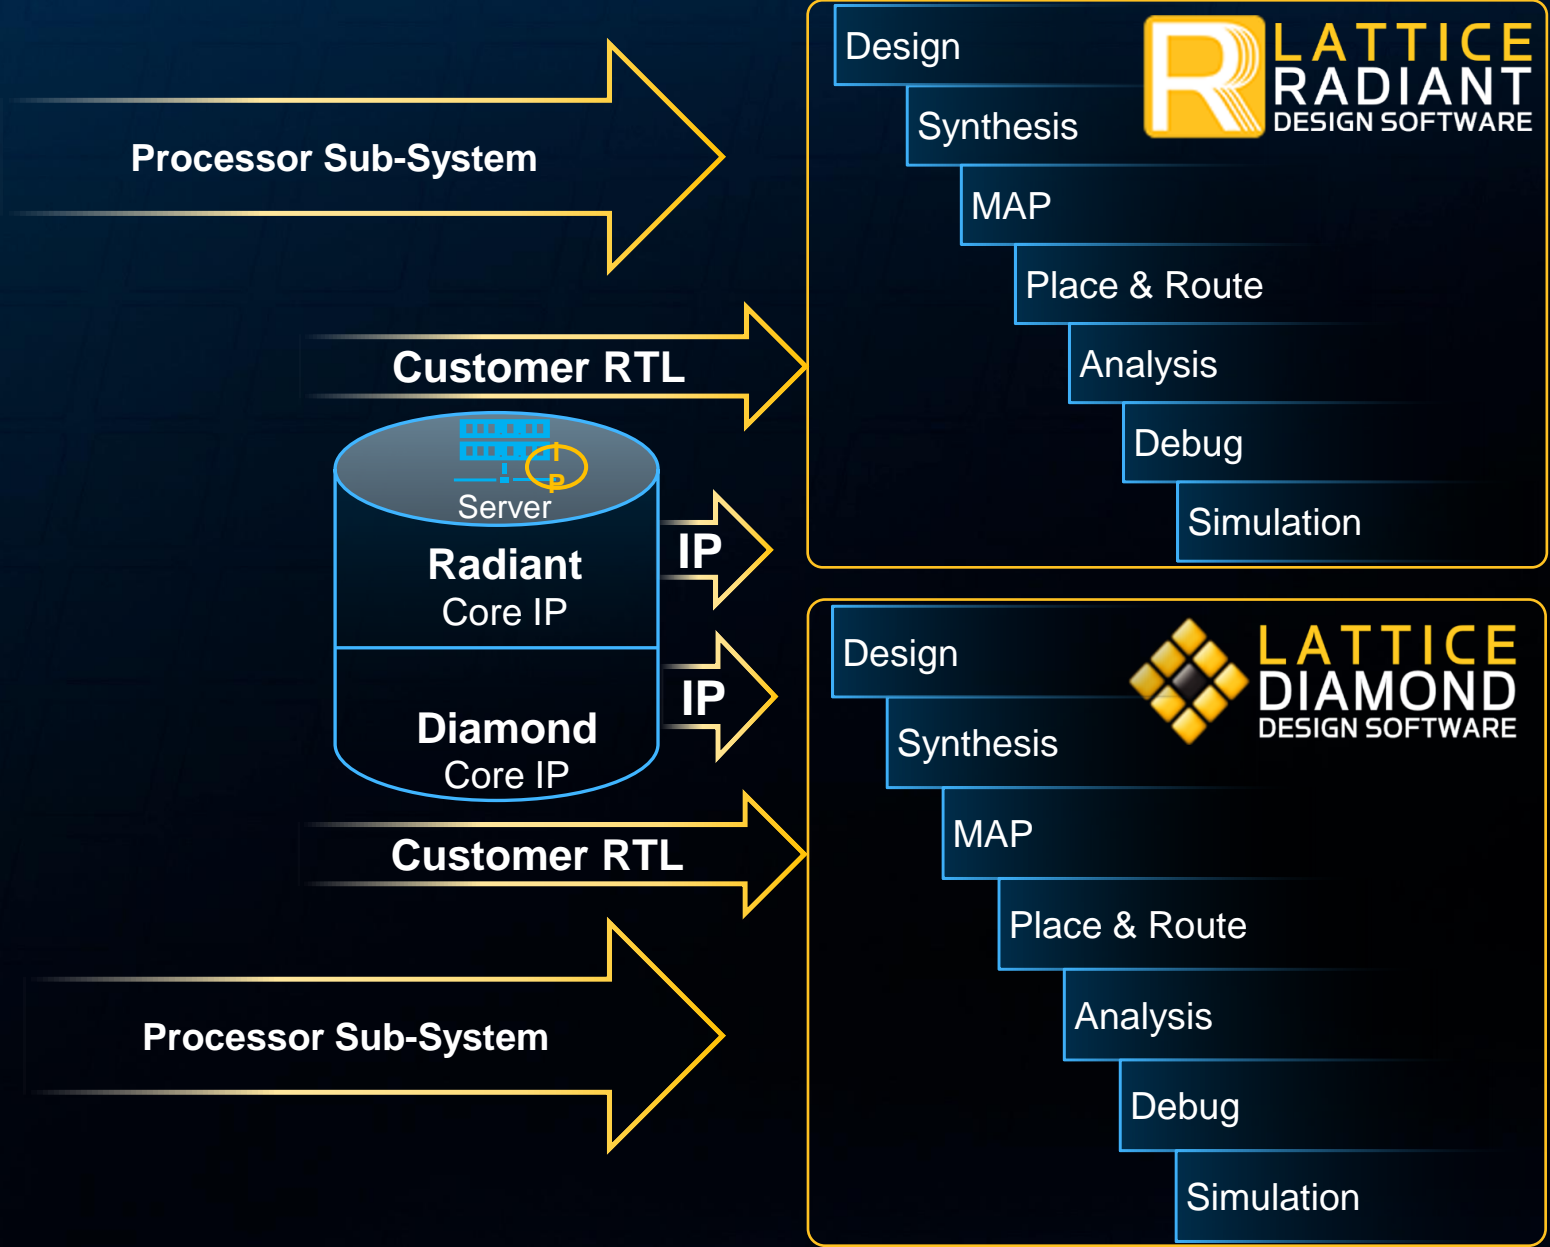 Processor Sub-System
Customer RTL
Server
I
P
Radiant
Core IP
IP
Diamond
Core IP
IP
Customer RTL
Processor Sub-System
R
LATTICE
RADIANT
DESIGN SOFTWARE
Design
Synthesis
MAP
Place & Route
Analysis
Debug
Simulation
LATTICE
DIAMOND
DESIGN SOFTWARE
Design
Synthesis
MAP
Place & Route
Analysis
Debug
Simulation